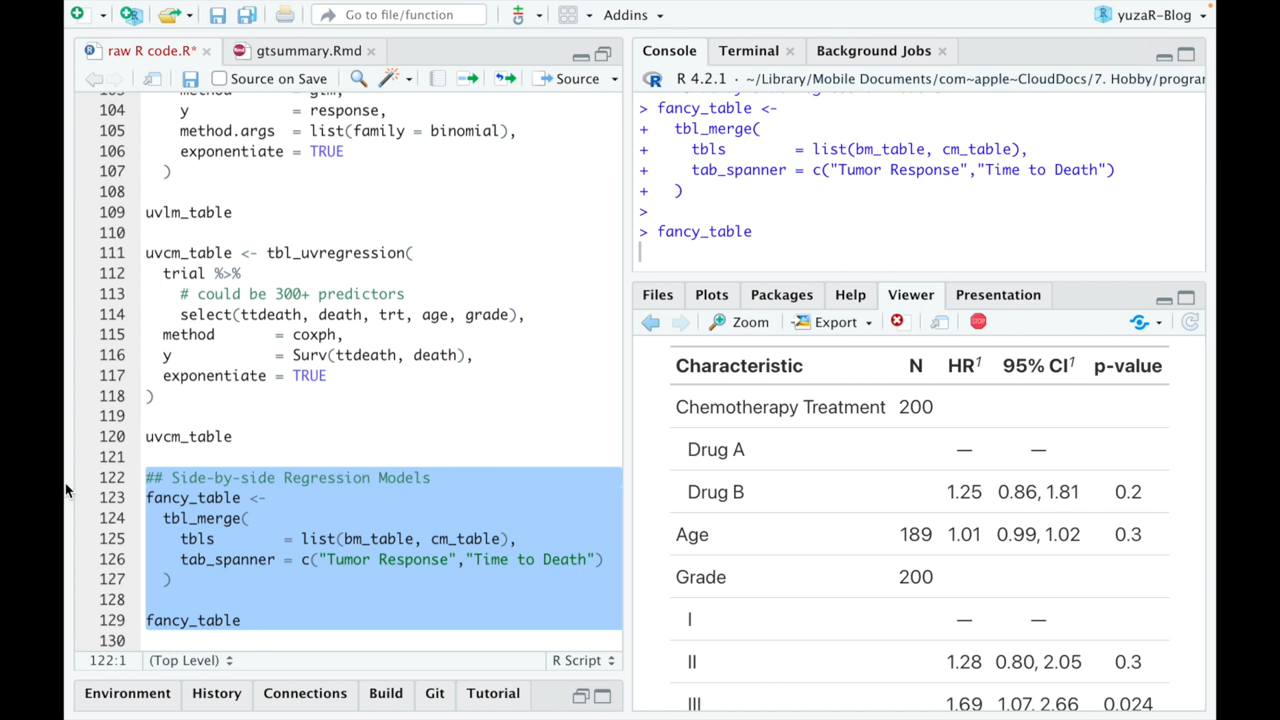 Go to file/function
Addins
yuzaR-Blog
raw R code.R*
gtsummary.Rmd
Source on Save
Source
104 y = response,
105 method.args = list(family = binomial),
106 exponentiate = TRUE
107 )
108
109 uvlm_table
110
111 uvcm_table <- tbl_uvregression(
112 trial %>%
113 # could be 300+ predictors
114 select(ttdeath, death, trt, age, grade),
115 method = coxph,
116 y = Surv(ttdeath, death),
117 exponentiate = TRUE
118 )
119
120 uvcm_table
121
122 ## Side-by-side Regression Models
123 fancy_table <-
124 tbl_merge(
125 tbls = list(bm_table, cm_table),
126 tab_spanner = c("Tumor Response","Time to Death")
127 )
128
129 fancy_table
130
122:1 (Top Level) R Script
Environment History Connections Build Git Tutorial
Console Terminal Background Jobs
R 4.2.1 · ~/Library/Mobile Documents/com~apple~CloudDocs/7. Hobby/progra
> fancy_table <-
+ tbl_merge(
+ tbls = list(bm_table, cm_table),
+ tab_spanner = c("Tumor Response","Time to Death")
+ )
>
> fancy_table
Files Plots Packages Help Viewer Presentation
Zoom Export
Characteristic N HR1 95% CI1 p-value
Chemotherapy Treatment 200
Drug A — —
Drug B 1.25 0.86, 1.81 0.2
Age 189 1.01 0.99, 1.02 0.3
Grade 200
I — —
II 1.28 0.80, 2.05 0.3
III 1.69 1.07, 2.66 0.024